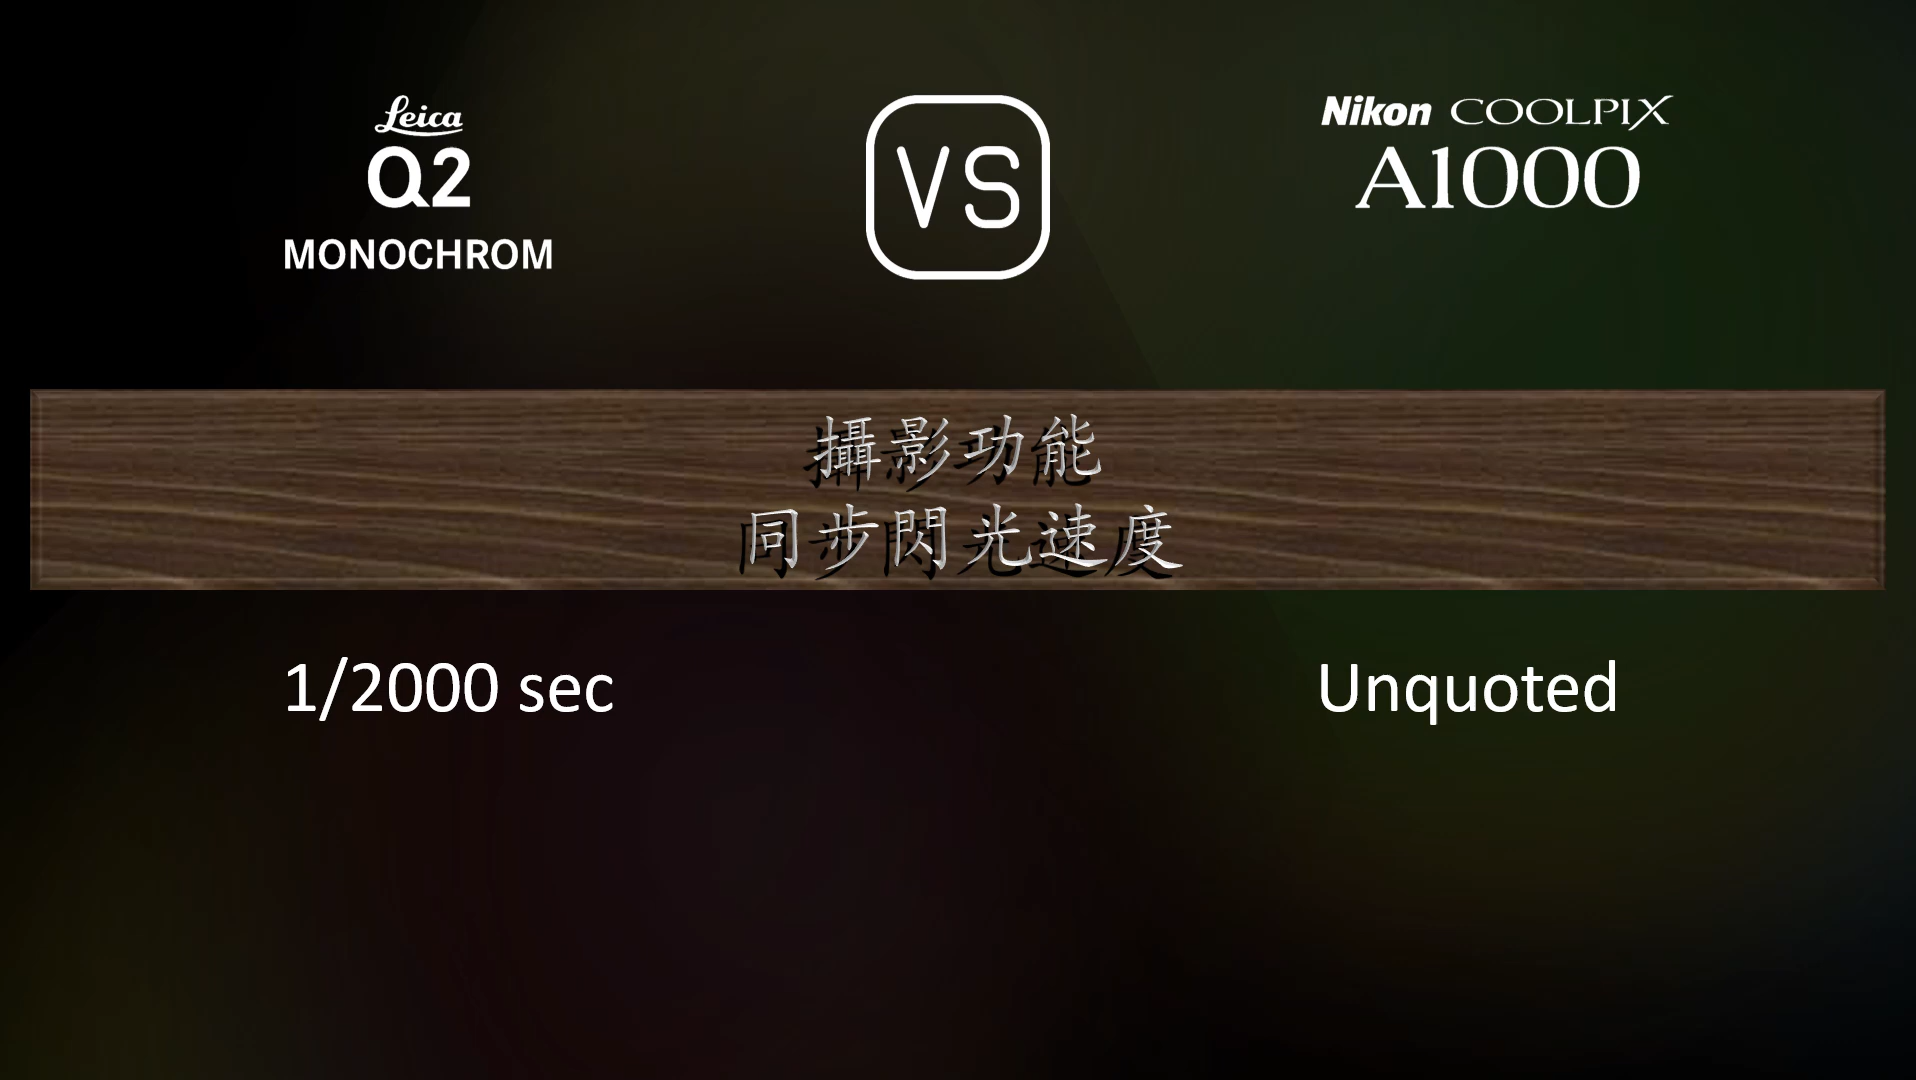 Leica
Q2
MONOCHROM
VS
Nikon COOLPIX
A1000
攝影功能
同步閃光速度
1/2000 sec
Unquoted